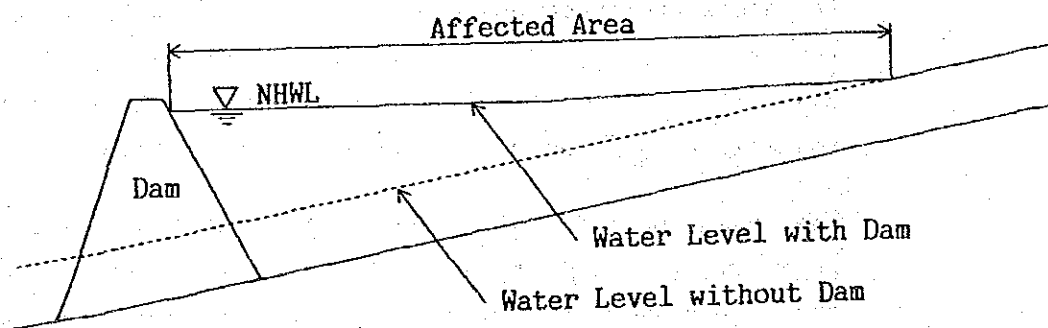 Affected Area
NHWL
Dam
Water Level with Dam
Water Level without Dam